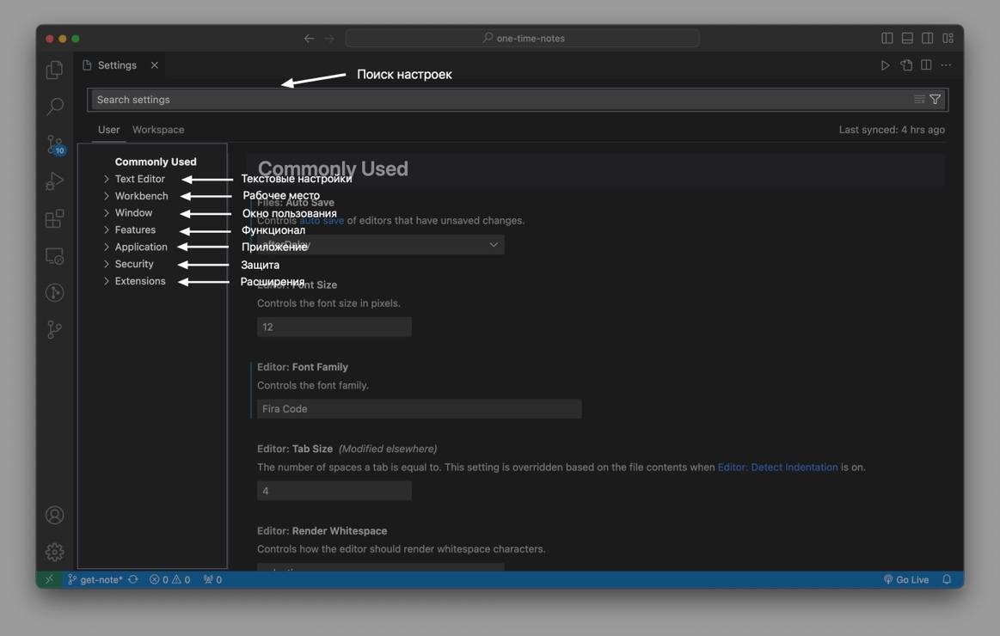 one-time-notes
Settings
Поиск настроек
Search settings
User Workspace
Last synced: 4 hrs ago
Commonly Used
Text Editor
Workbench
Window
Features
Application
Security
Extensions
Текстовые настройки
Рабочее место
Окно пользования
Функционал
Приложение
Защита
Расширения
Commonly Used
Files: Auto Save
Controls auto save of editors that have unsaved changes.
afterDelay
Editor: Font Size
Controls the font size in pixels.
12
Editor: Font Family
Controls the font family.
Fira Code
Editor: Tab Size (Modified elsewhere)
The number of spaces a tab is equal to. This setting is overridden based on the file contents when Editor: Detect Indentation is on.
4
Editor: Render Whitespace
Controls how the editor should render whitespace characters.
10
get-note* 0 0 0
Go Live